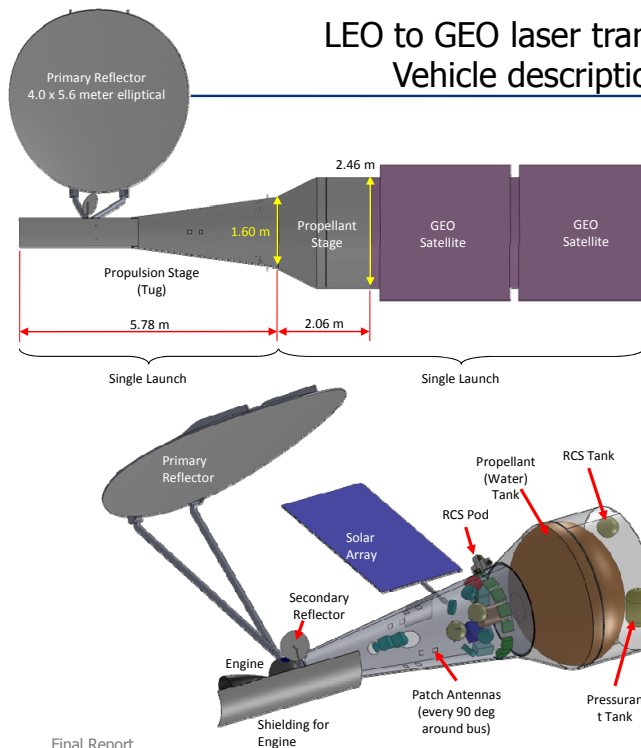 LEO to GEO laser tran
Vehicle descriptio
Primary Reflector
4.0 x 5.6 meter elliptical
2.46 m
1.60 m
Propellant
Stage
GEO
Satellite
GEO
Satellite
Propulsion Stage
(Tug)
5.78 m
2.06 m
Single Launch
Single Launch
Primary
Reflector
Solar
Array
RCS Pod
Propellant
(Water)
Tank
RCS Tank
Secondary
Reflector
Engine
Shielding for
Engine
Patch Antennas
(every 90 deg
around bus)
Pressuran
t Tank
Final Report